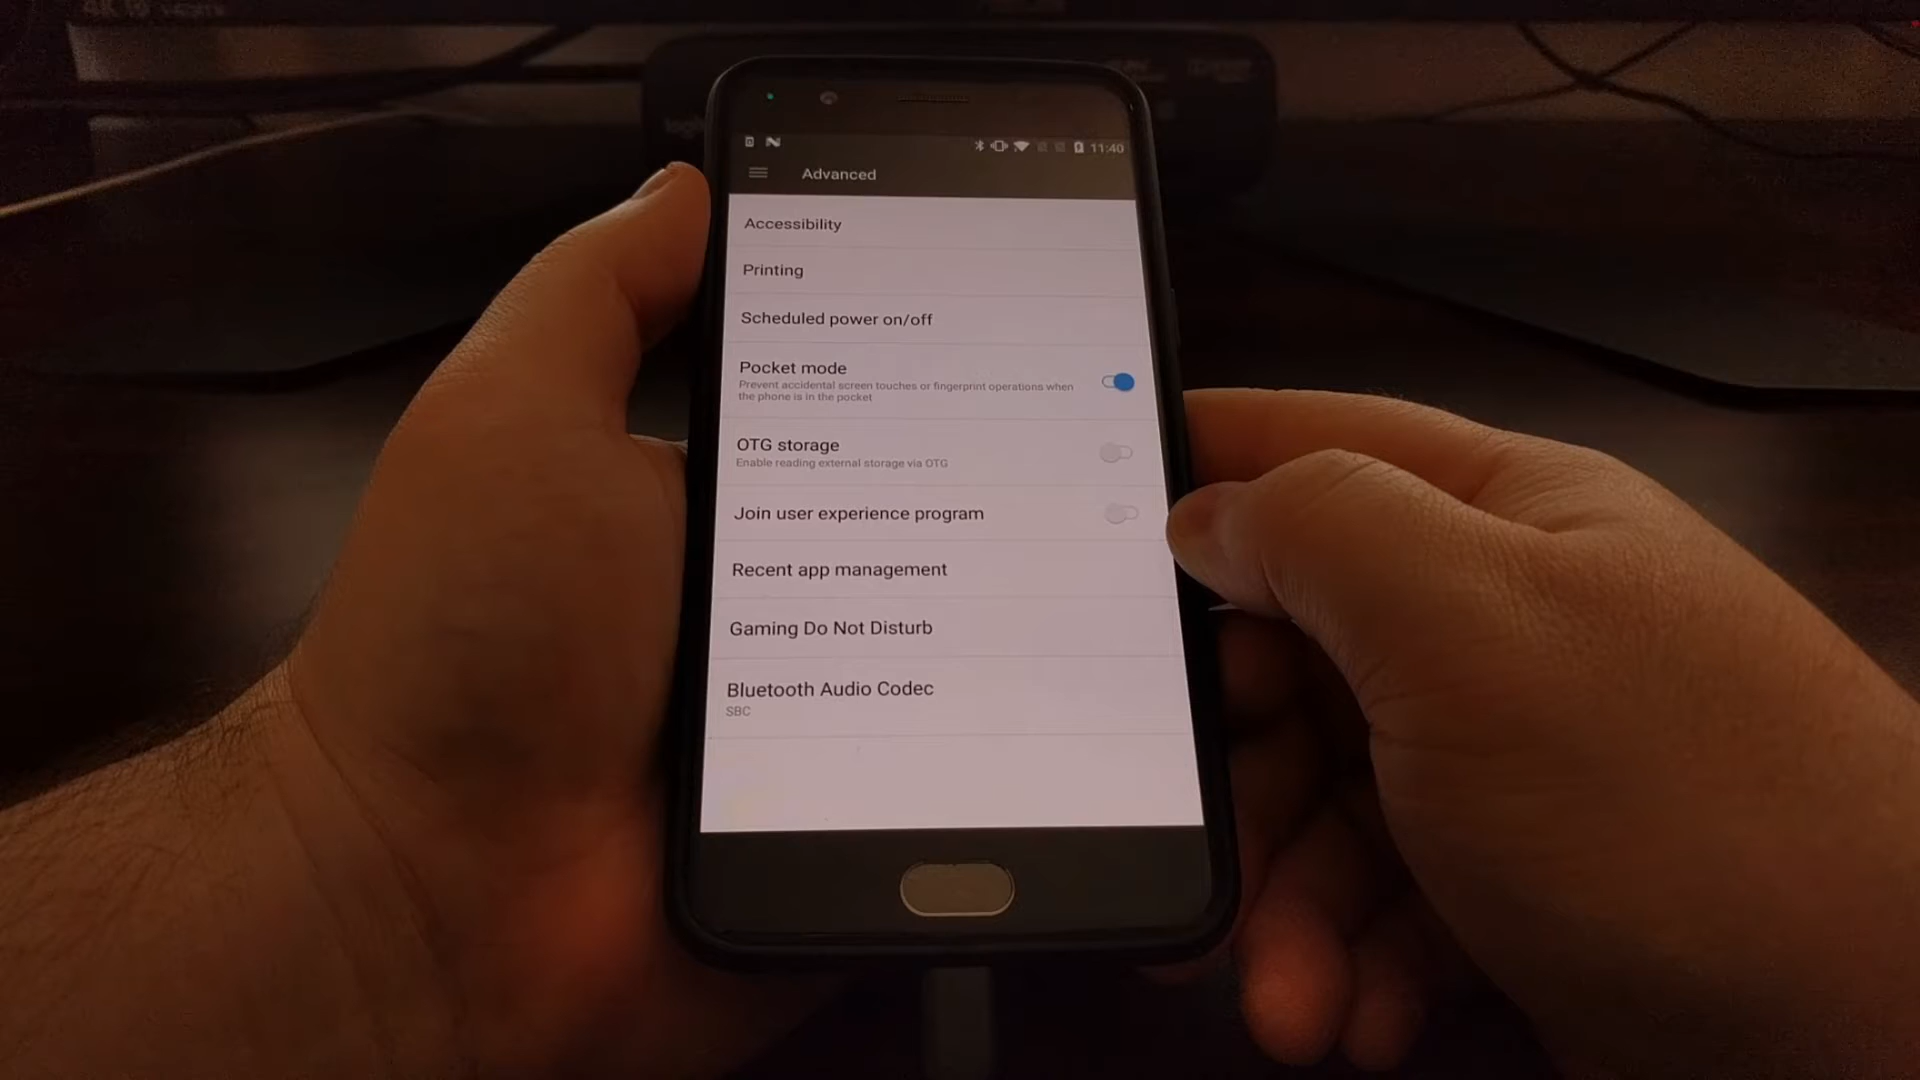 11:40
Advanced
Accessibility
Printing
Scheduled power on/off
Pocket mode
Prevent accidental screen touches or fingerprint operations when
the phone is in the pocket
OTG storage
Enable reading external storage via OTG
Join user experience program
Recent app management
Gaming Do Not Disturb
Bluetooth Audio Codec
SBC